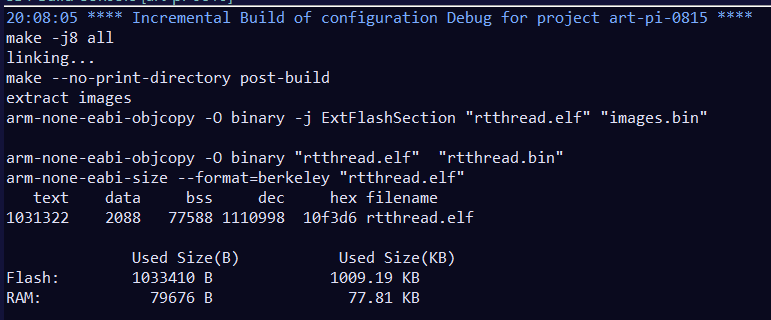 20:08:05 **** Incremental Build of configuration Debug for project art-pi-0815 ****
make -j8 all
linking...
make --no-print-directory post-build
extract images
arm-none-eabi-objcopy -O binary -j ExtFlashSection "rtthread.elf" "images.bin"
arm-none-eabi-objcopy -O binary "rtthread.elf"  "rtthread.bin"
arm-none-eabi-size --format=berkeley "rtthread.elf"
   text    data     bss     dec     hex filename
1031322    2088   77588 1110998  10f3d6 rtthread.elf
              Used Size(B)           Used Size(KB)
Flash:        1033410 B             1009.19 KB
RAM:            79676 B               77.81 KB